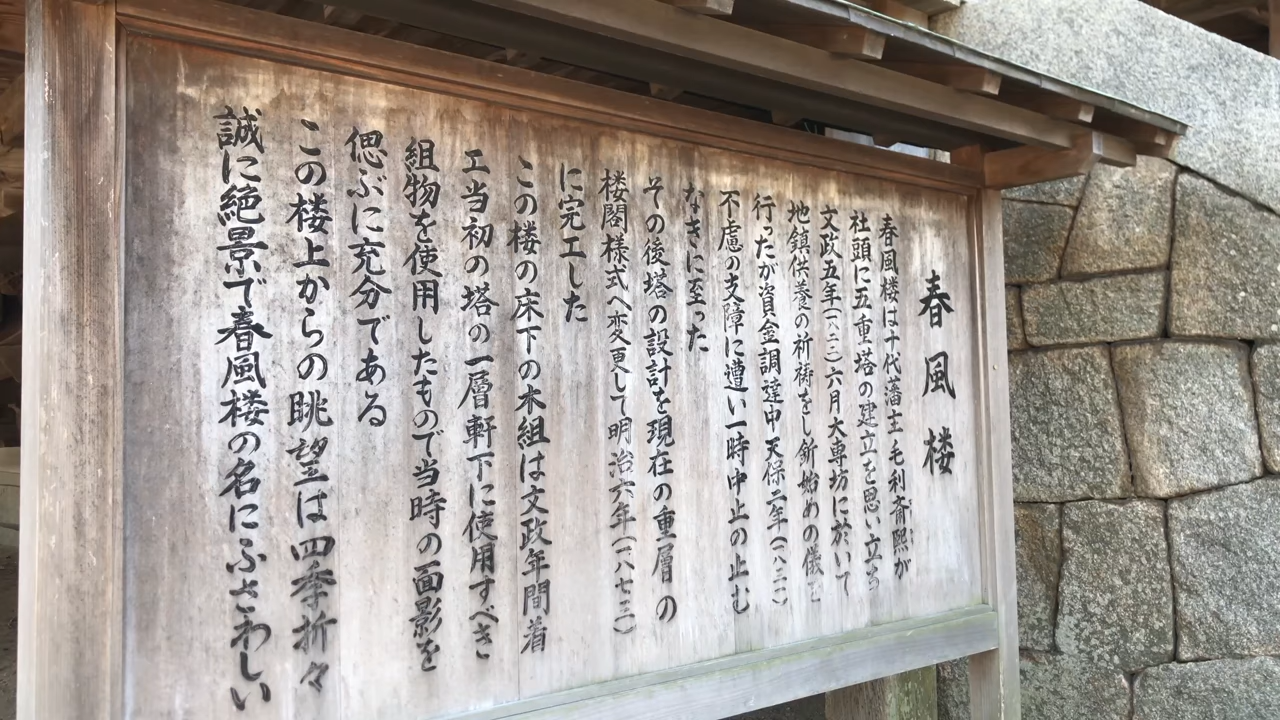 春風楼
春風楼は十代藩主毛利斎熙が
社頭に五重塔の建立を思い立ち
文政五年(一八二二)六月大専坊に於いて
地鎮供養の祈祷をし釿始めの儀を
行ったが資金調達中天保二年(一八三一)
不慮の支障に遭い一時中止の止む
なきに至った
その後塔の設計を現在の重層の
楼閣様式へ変更して明治六年(一八七三)
に完工した
この楼の床下の木組は文政年間着
工当初の塔の一層軒下に使用すべき
組物を使用したもので当時の面影を
偲ぶに充分である
この楼上からの眺望は四季折々
誠に絶景で春風楼の名にふさわしい